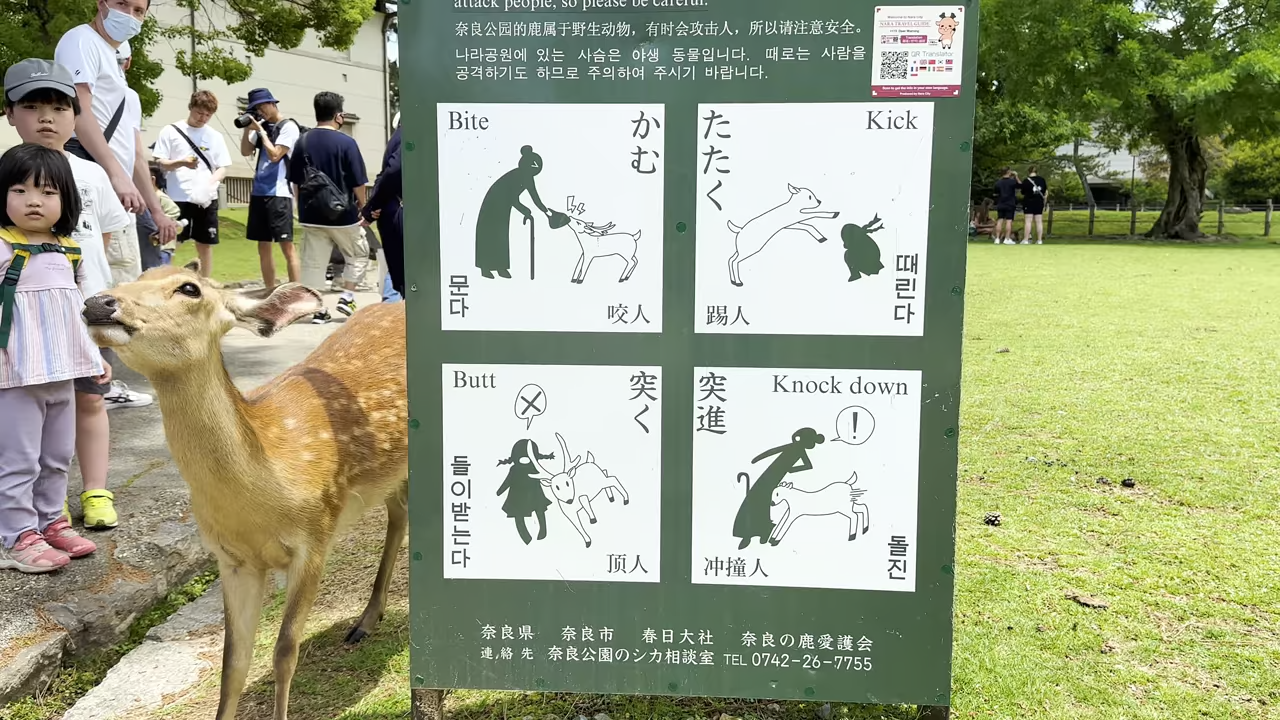 attack people, so please be careful.
奈良公园的鹿属于野生动物，有时会攻击人，所以请注意安全。
나라공원에 있는 사슴은 야생 동물입니다. 때로는 사람을
공격하기도 하므로 주의하여 주시기 바랍니다.
NARA TRAVEL GUIDE
QR Translator
Bite
かむ
문다
咬人
たたく
Kick
때린다
踢人
Butt
突く
들이받는다
顶人
突進
Knock down
돌진
冲撞人
奈良県 奈良市 春日大社 奈良の鹿愛護会
連絡先 奈良公園のシカ相談室 TEL 0742-26-7755